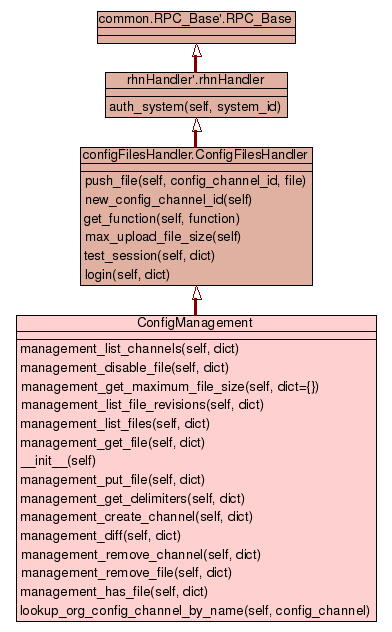 common.RPC_Base'.RPC_Base
rhnHandler'.rhnHandler
auth_system(self, system_id)
configFilesHandler.ConfigFilesHandler
push_file(self, config_channel_id, file)
new_config_channel_id(self)
get_function(self, function)
max_upload_file_size(self)
test_session(self, dict)
login(self, dict)
ConfigManagement
management_list_channels(self, dict)
management_disable_file(self, dict)
management_get_maximum_file_size(self, dict={})
management_list_file_revisions(self, dict)
management_list_files(self, dict)
management_get_file(self, dict)
__init__(self)
management_put_file(self, dict)
management_get_delimiters(self, dict)
management_create_channel(self, dict)
management_diff(self, dict)
management_remove_channel(self, dict)
management_remove_file(self, dict)
management_has_file(self, dict)
lookup_org_config_channel_by_name(self, config_channel)